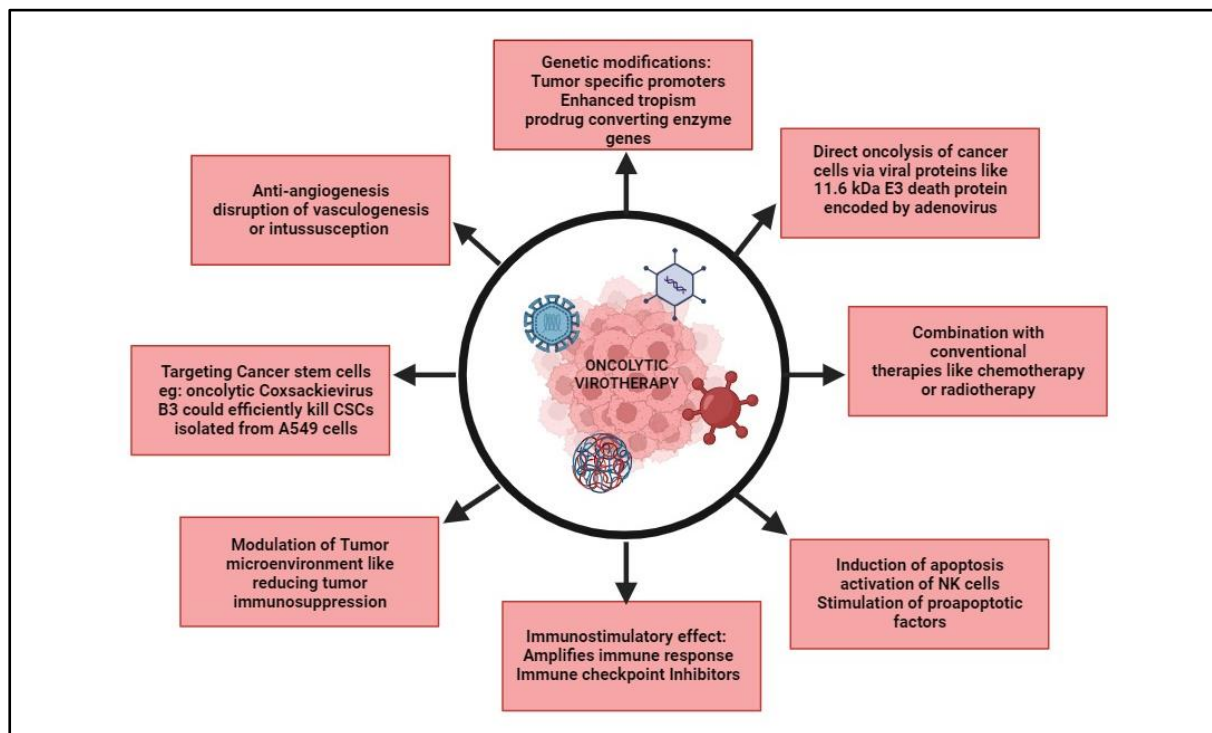 Genetic modifications:
Tumor specific promoters
Enhanced tropism
prodrug converting enzyme
genes
Direct oncolysis of cancer
cells via viral proteins like
11.6 kDa E3 death protein
encoded by adenovirus
Anti-angiogenesis
disruption of vasculogenesis
or intussusception
Combination with
conventional
therapies like chemotherapy
or radiotherapy
ONCOLYTIC
VIROTHERAPY
Targeting Cancer stem cells
eg: oncolytic Coxsackievirus
B3 could efficiently kill CSCs
isolated from A549 cells
Modulation of Tumor
microenvironment like
reducing tumor
immunosuppression
Induction of apoptosis
activation of NK cells
Stimulation of proapoptotic
factors
Immunostimulatory effect:
Amplifies immune response
Immune checkpoint Inhibitors